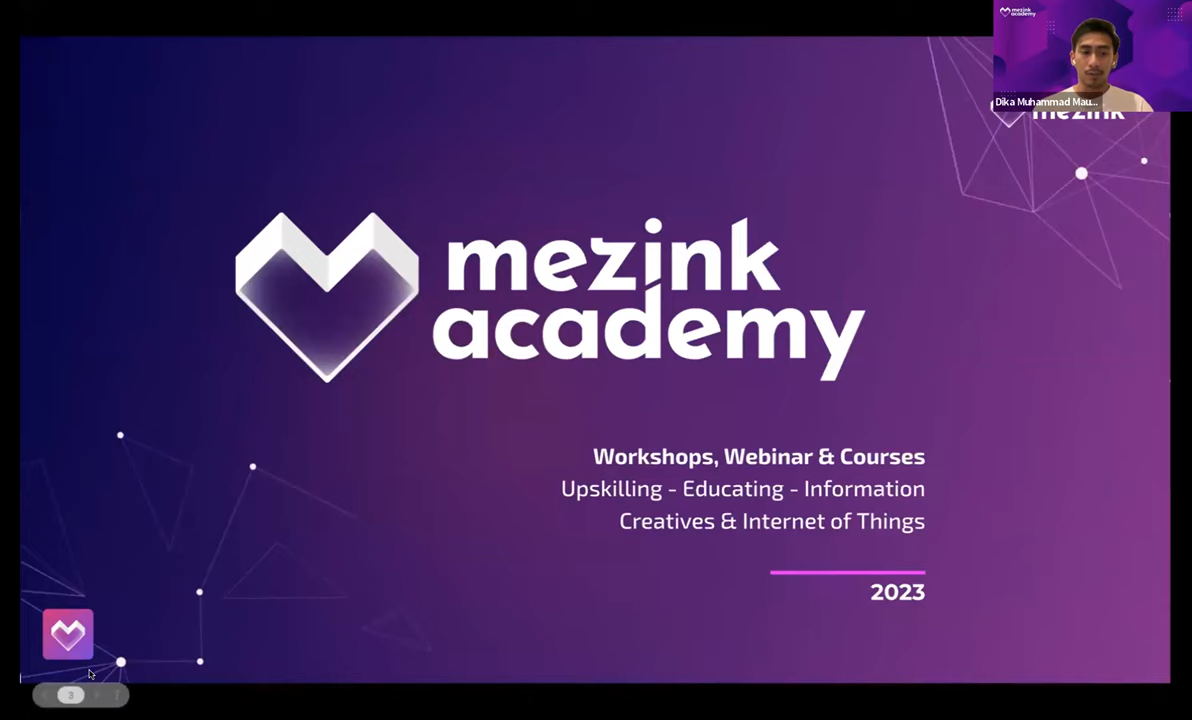 mezink
academy
Dika Muhammad Mau...
mezink
mezink
academy
Workshops, Webinar & Courses
Upskilling - Educating - Information
Creatives & Internet of Things
2023
3